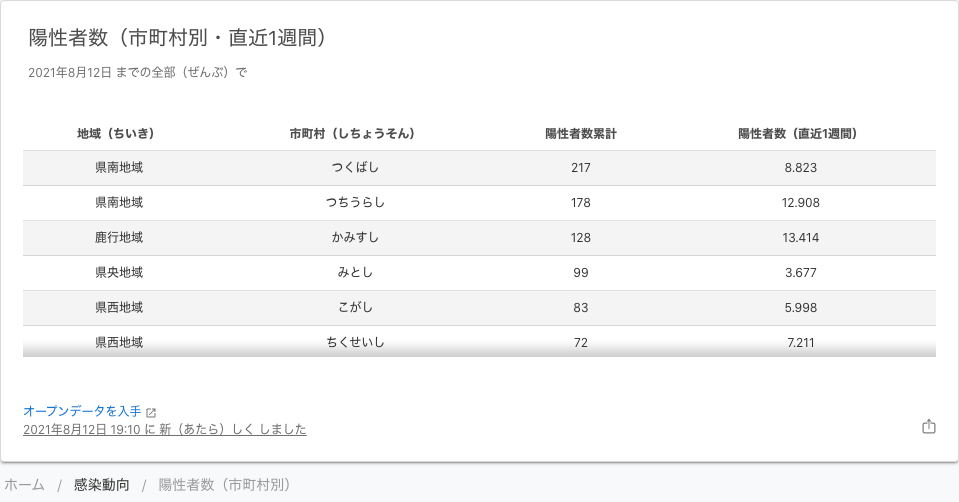 陽性者数（市町村別・直近1週間）
2021年8月12日 までの全部（ぜんぶ）で
地域（ちいき） 市町村（しちょうそん） 陽性者数累計 陽性者数（直近1週間）
県南地域 つくばし 217 8.823
県南地域 つちうらし 178 12.908
鹿行地域 かみすし 128 13.414
県央地域 みとし 99 3.677
県西地域 こがし 83 5.998
県西地域 ちくせいし 72 7.211
オープンデータを入手
2021年8月12日 19:10 に 新（あたら）しく しました
ホーム / 感染動向 / 陽性者数（市町村別）